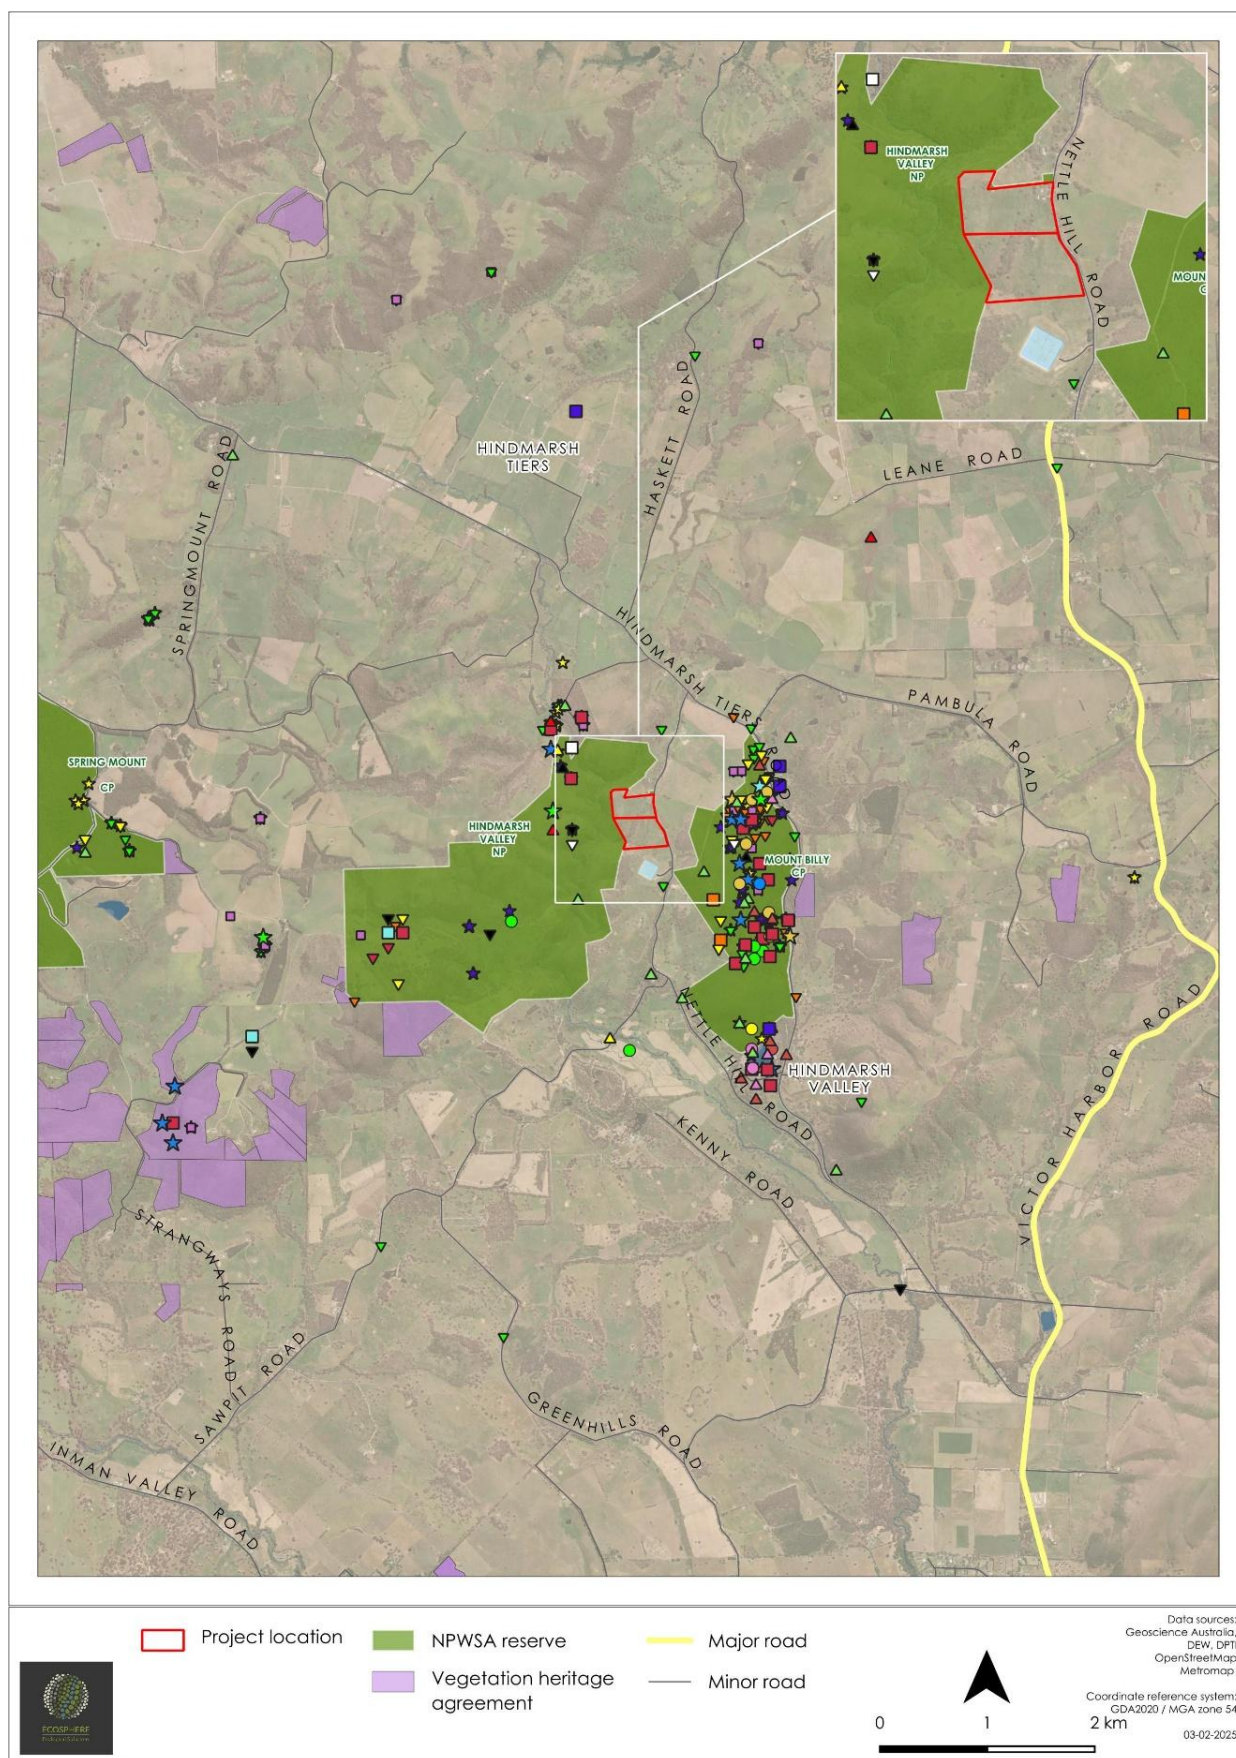 NETTLE HILL ROAD
HINDMARSH
VALLEY
NP
MOUN
C
HASKETT ROAD
HINDMARSH
TIERS
LEANE ROAD
SPRINGMOUNT ROAD
HINDMARSH TIERS R
PAMBULA ROAD
SPRING MOUNT
CP
HINDMARSH
VALLEY
NP
MOUNT BILLY
CP
NETTLE HILL ROAD
HINDMARSH
VALLEY
KENNY ROAD
VICTOR HARBOR ROAD
STRANGWAYS ROAD
SAWPIT ROAD
GREENHILLS ROAD
INMAN VALLEY ROAD
Project location
NPWSA reserve
Major road
Vegetation heritage
agreement
Minor road
0 1 2 km
Data sources:
Geoscience Australia,
DEW, DPTI
OpenStreetMap
Metromap
Coordinate reference system:
GDA2020 / MGA zone 54
03-02-2025
ECOSPHERE